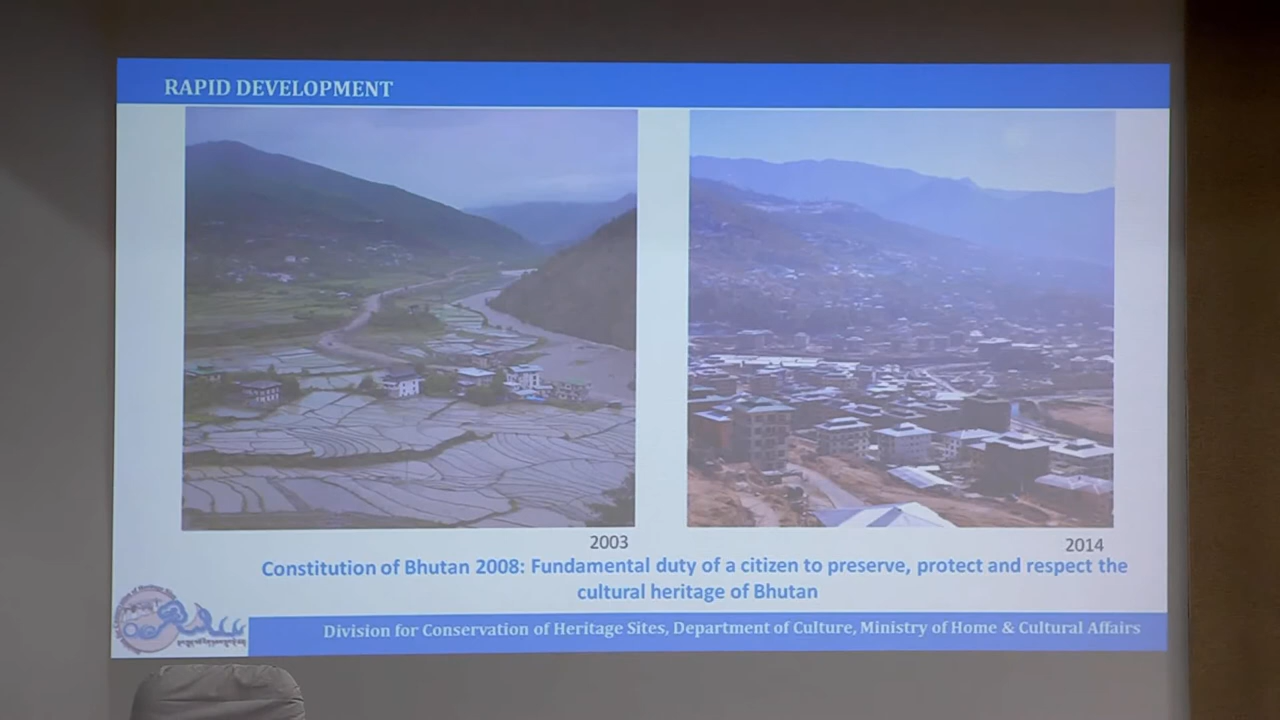 RAPID DEVELOPMENT
2003
2014
Constitution of Bhutan 2008: Fundamental duty of a citizen to preserve, protect and respect the
cultural heritage of Bhutan
Division for Conservation of Heritage Sites, Department of Culture, Ministry of Home & Cultural Affairs